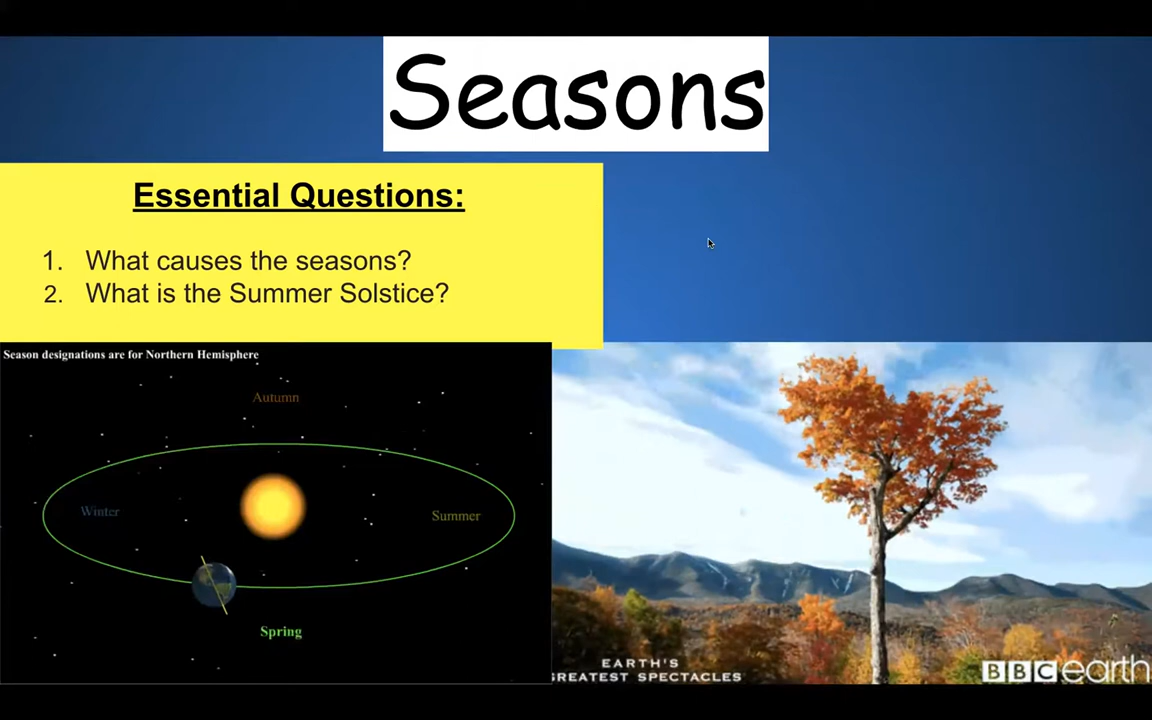 Seasons
Essential Questions:
1. What causes the seasons?
2. What is the Summer Solstice?
Season designations are for Northern Hemisphere
Autumn
Winter
Summer
Spring
EARTH'S
GREATEST SPECTACLES
BBC earth